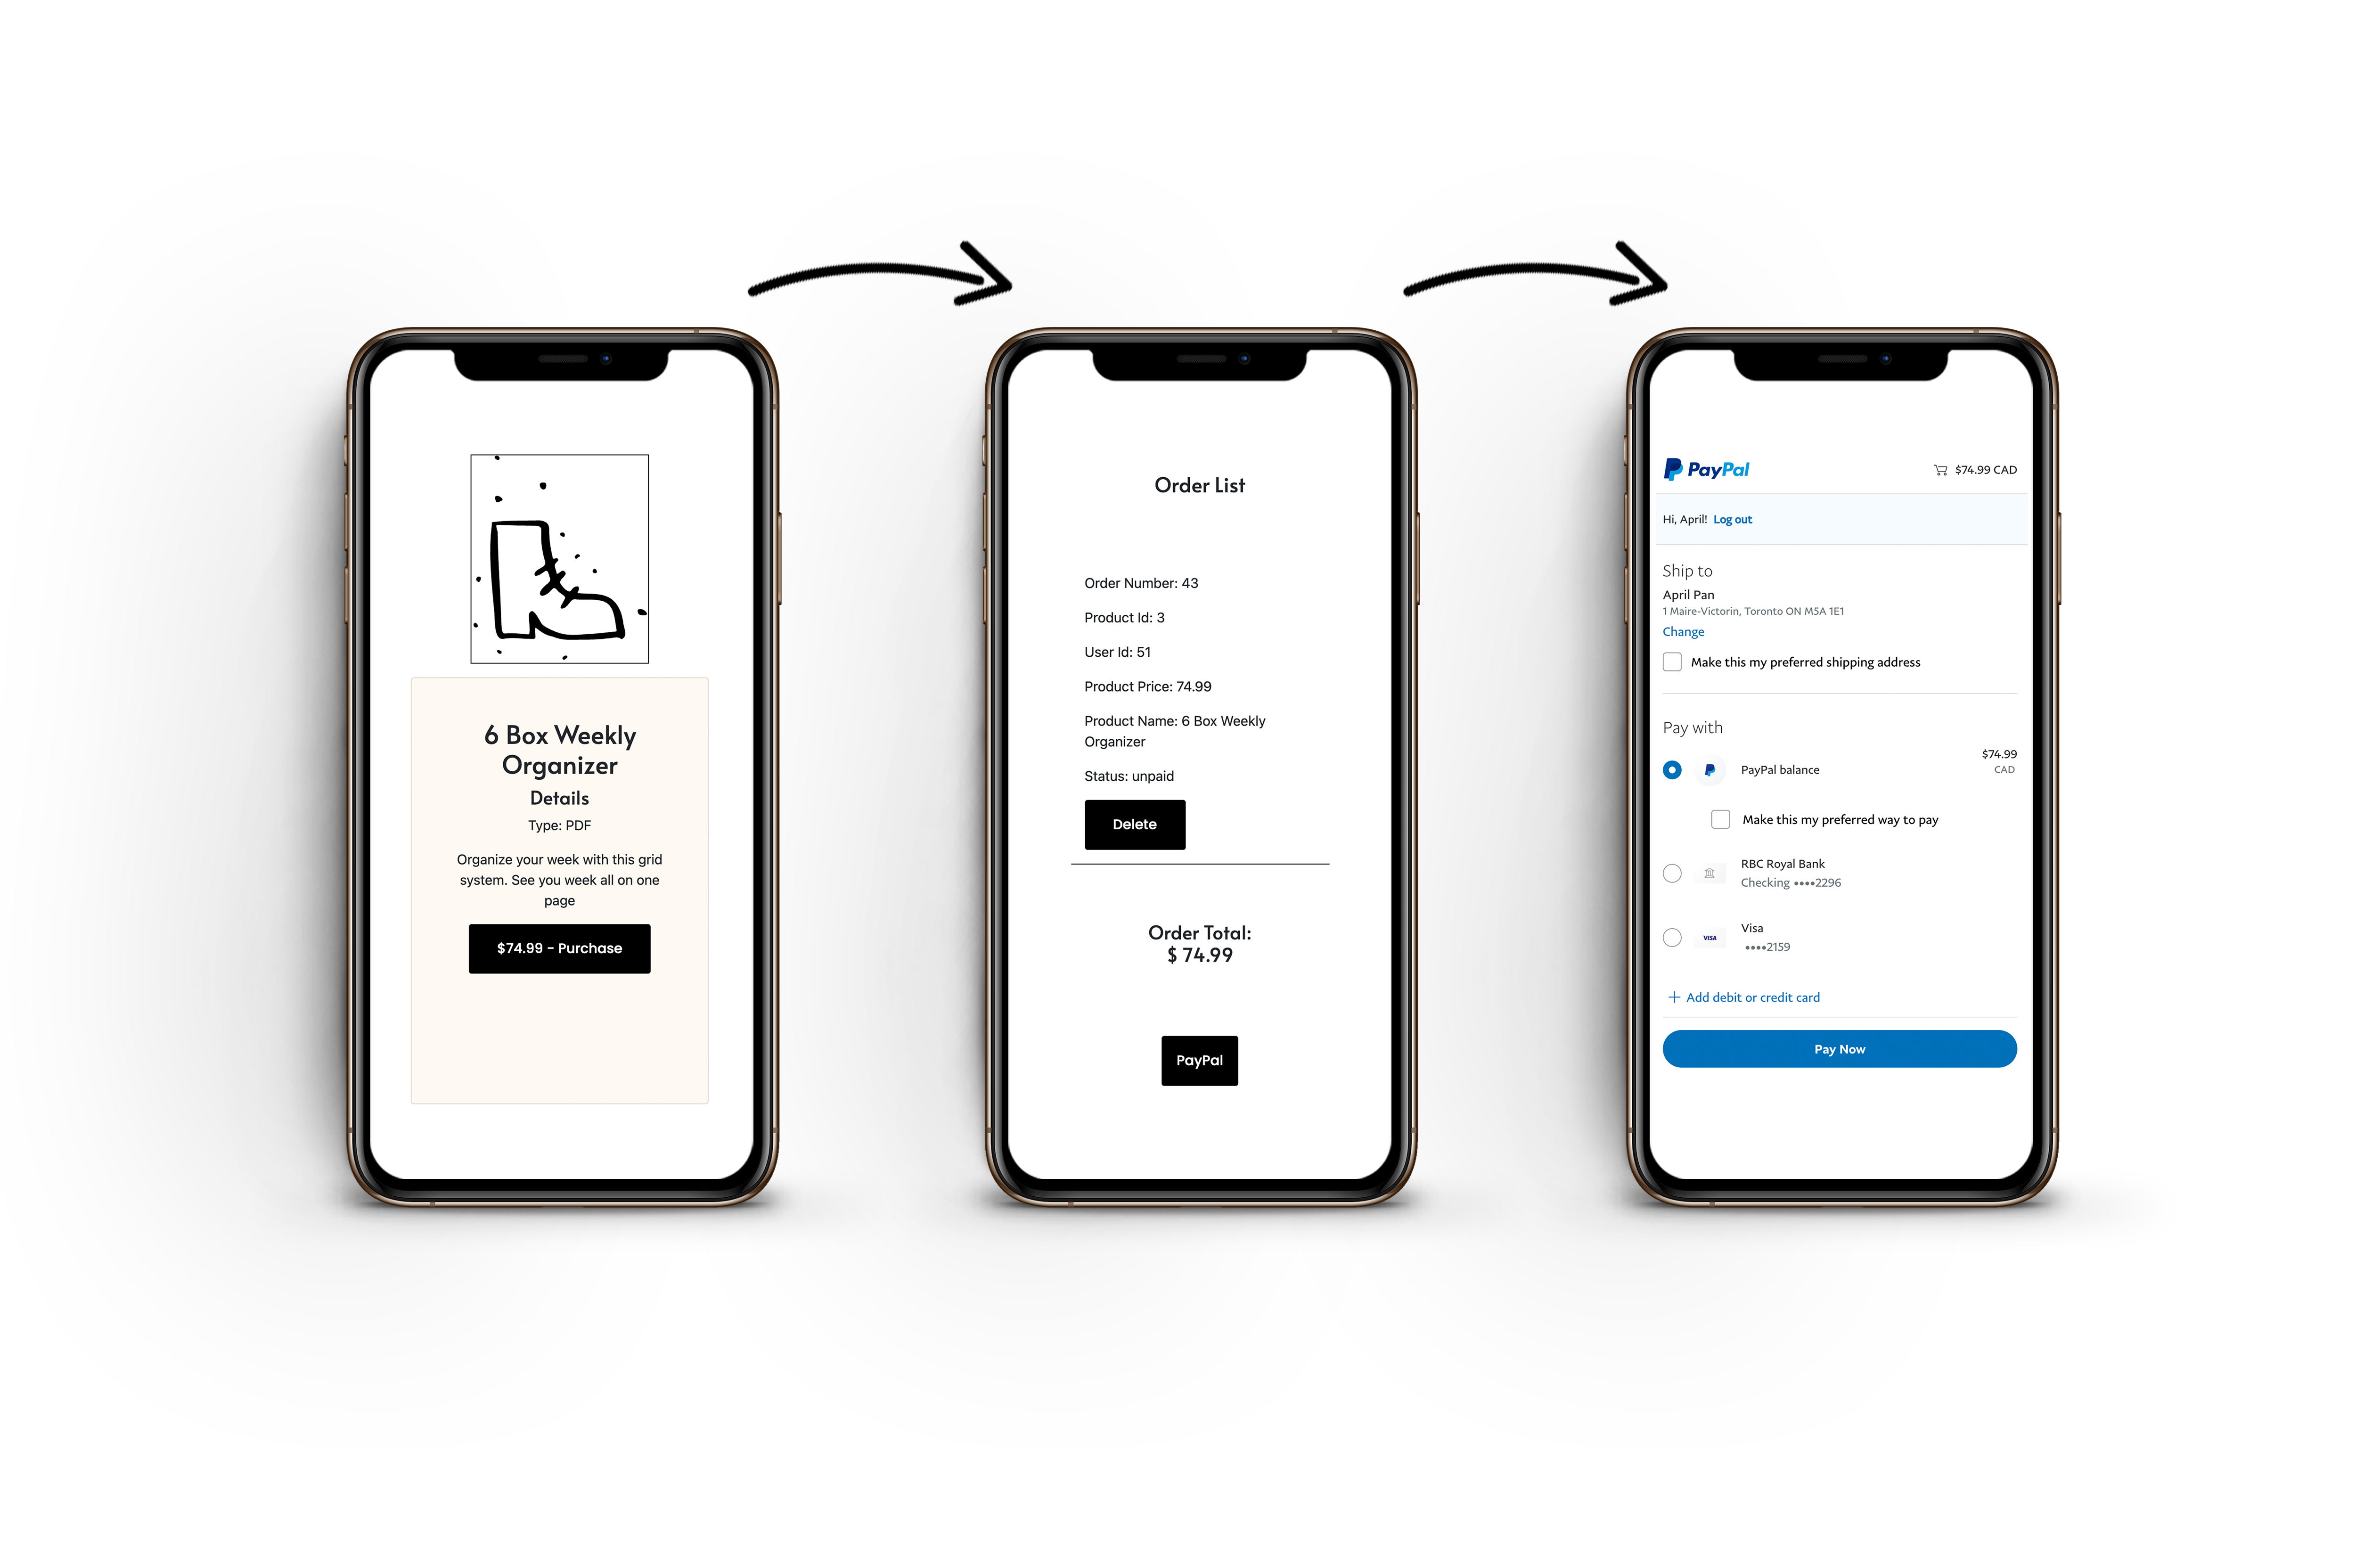 6 Box Weekly
Organizer
Details
Type: PDF
Organize your week with this grid
system. See you week all on one
page
$74.99 - Purchase
Order List
Order Number: 43
Product Id: 3
User Id: 51
Product Price: 74.99
Product Name: 6 Box Weekly
Organizer
Status: unpaid
Delete
Order Total:
$ 74.99
PayPal
PayPal
$74.99 CAD
Hi, April! Log out
Ship to
April Pan
1 Maire-Victorin, Toronto ON M5A 1E1
Change
Make this my preferred shipping address
Pay with
$74.99
PayPal balance
CAD
Make this my preferred way to pay
RBC Royal Bank
Checking ••••2296
Visa
VISA
••••2159
+ Add debit or credit card
Pay Now